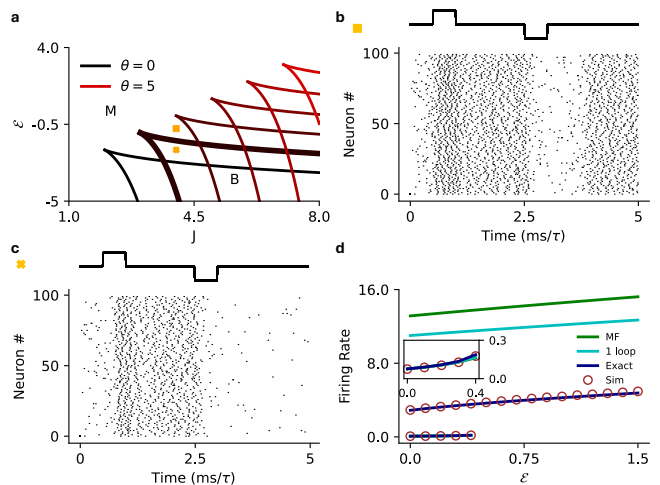 a
4.0
-0.5
-5
ℰ
θ = 0
θ = 5
M
B
1.0
4.5
8.0
J
b
100
50
0
Neuron #
0
2.5
5
Time (ms/τ)
c
100
50
0
Neuron #
0
2.5
5
Time (ms/τ)
d
16.0
8.0
0.0
Firing Rate
MF
1 loop
Exact
Sim
0.3
0.0
0.0
0.4
0.0
0.75
1.5
ℰ